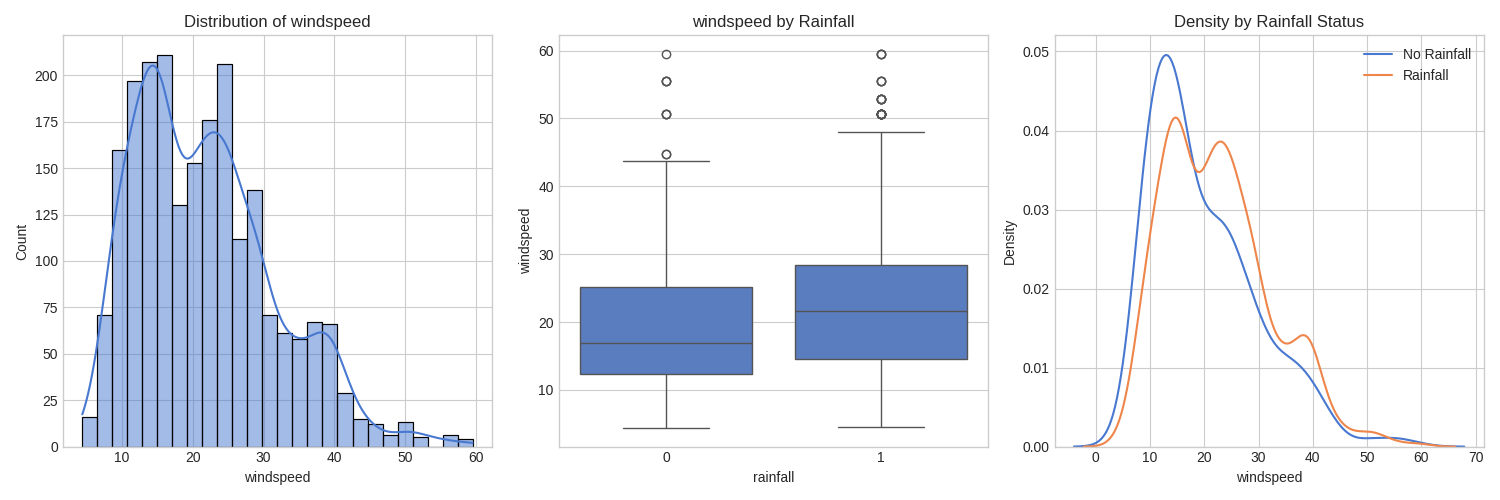 Distribution of windspeed
200
175
150
125
100
75
50
25
0
Count
10 20 30 40 50 60
windspeed
windspeed by Rainfall
60
50
40
30
20
10
windspeed
0 1
rainfall
Density by Rainfall Status
0.05
0.04
0.03
0.02
0.01
0.00
Density
No Rainfall
Rainfall
0 10 20 30 40 50 60 70
windspeed